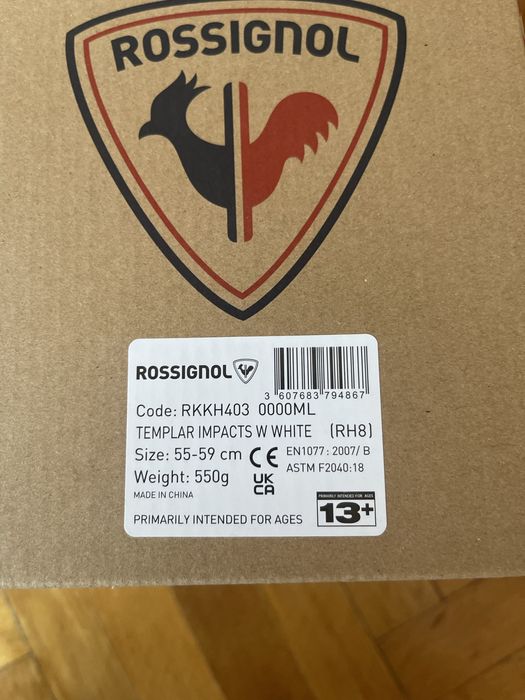 ROSSIGNOL
ROSSIGNOL
3 607683 794867
Code: RKKH403 0000ML
TEMPLAR IMPACTS W WHITE (RH8)
Size: 55-59 cm CE EN1077: 2007/ B
Weight: 550g UK CA ASTM F2040:18
MADE IN CHINA
PRIMARILY INTENDED FOR AGES
PRIMARILY INTENDED FOR AGES
13+